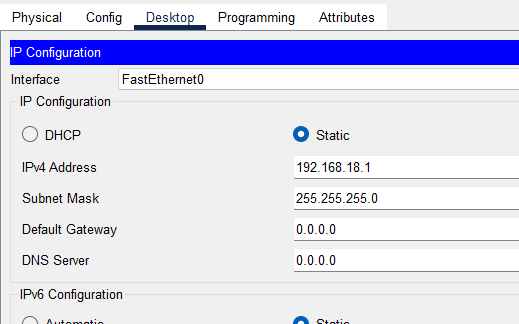 Physical Config Desktop Programming Attributes
IP Configuration
Interface FastEthernet0
IP Configuration
DHCP Static
IPv4 Address 192.168.18.1
Subnet Mask 255.255.255.0
Default Gateway 0.0.0.0
DNS Server 0.0.0.0
IPv6 Configuration
Automatic Static